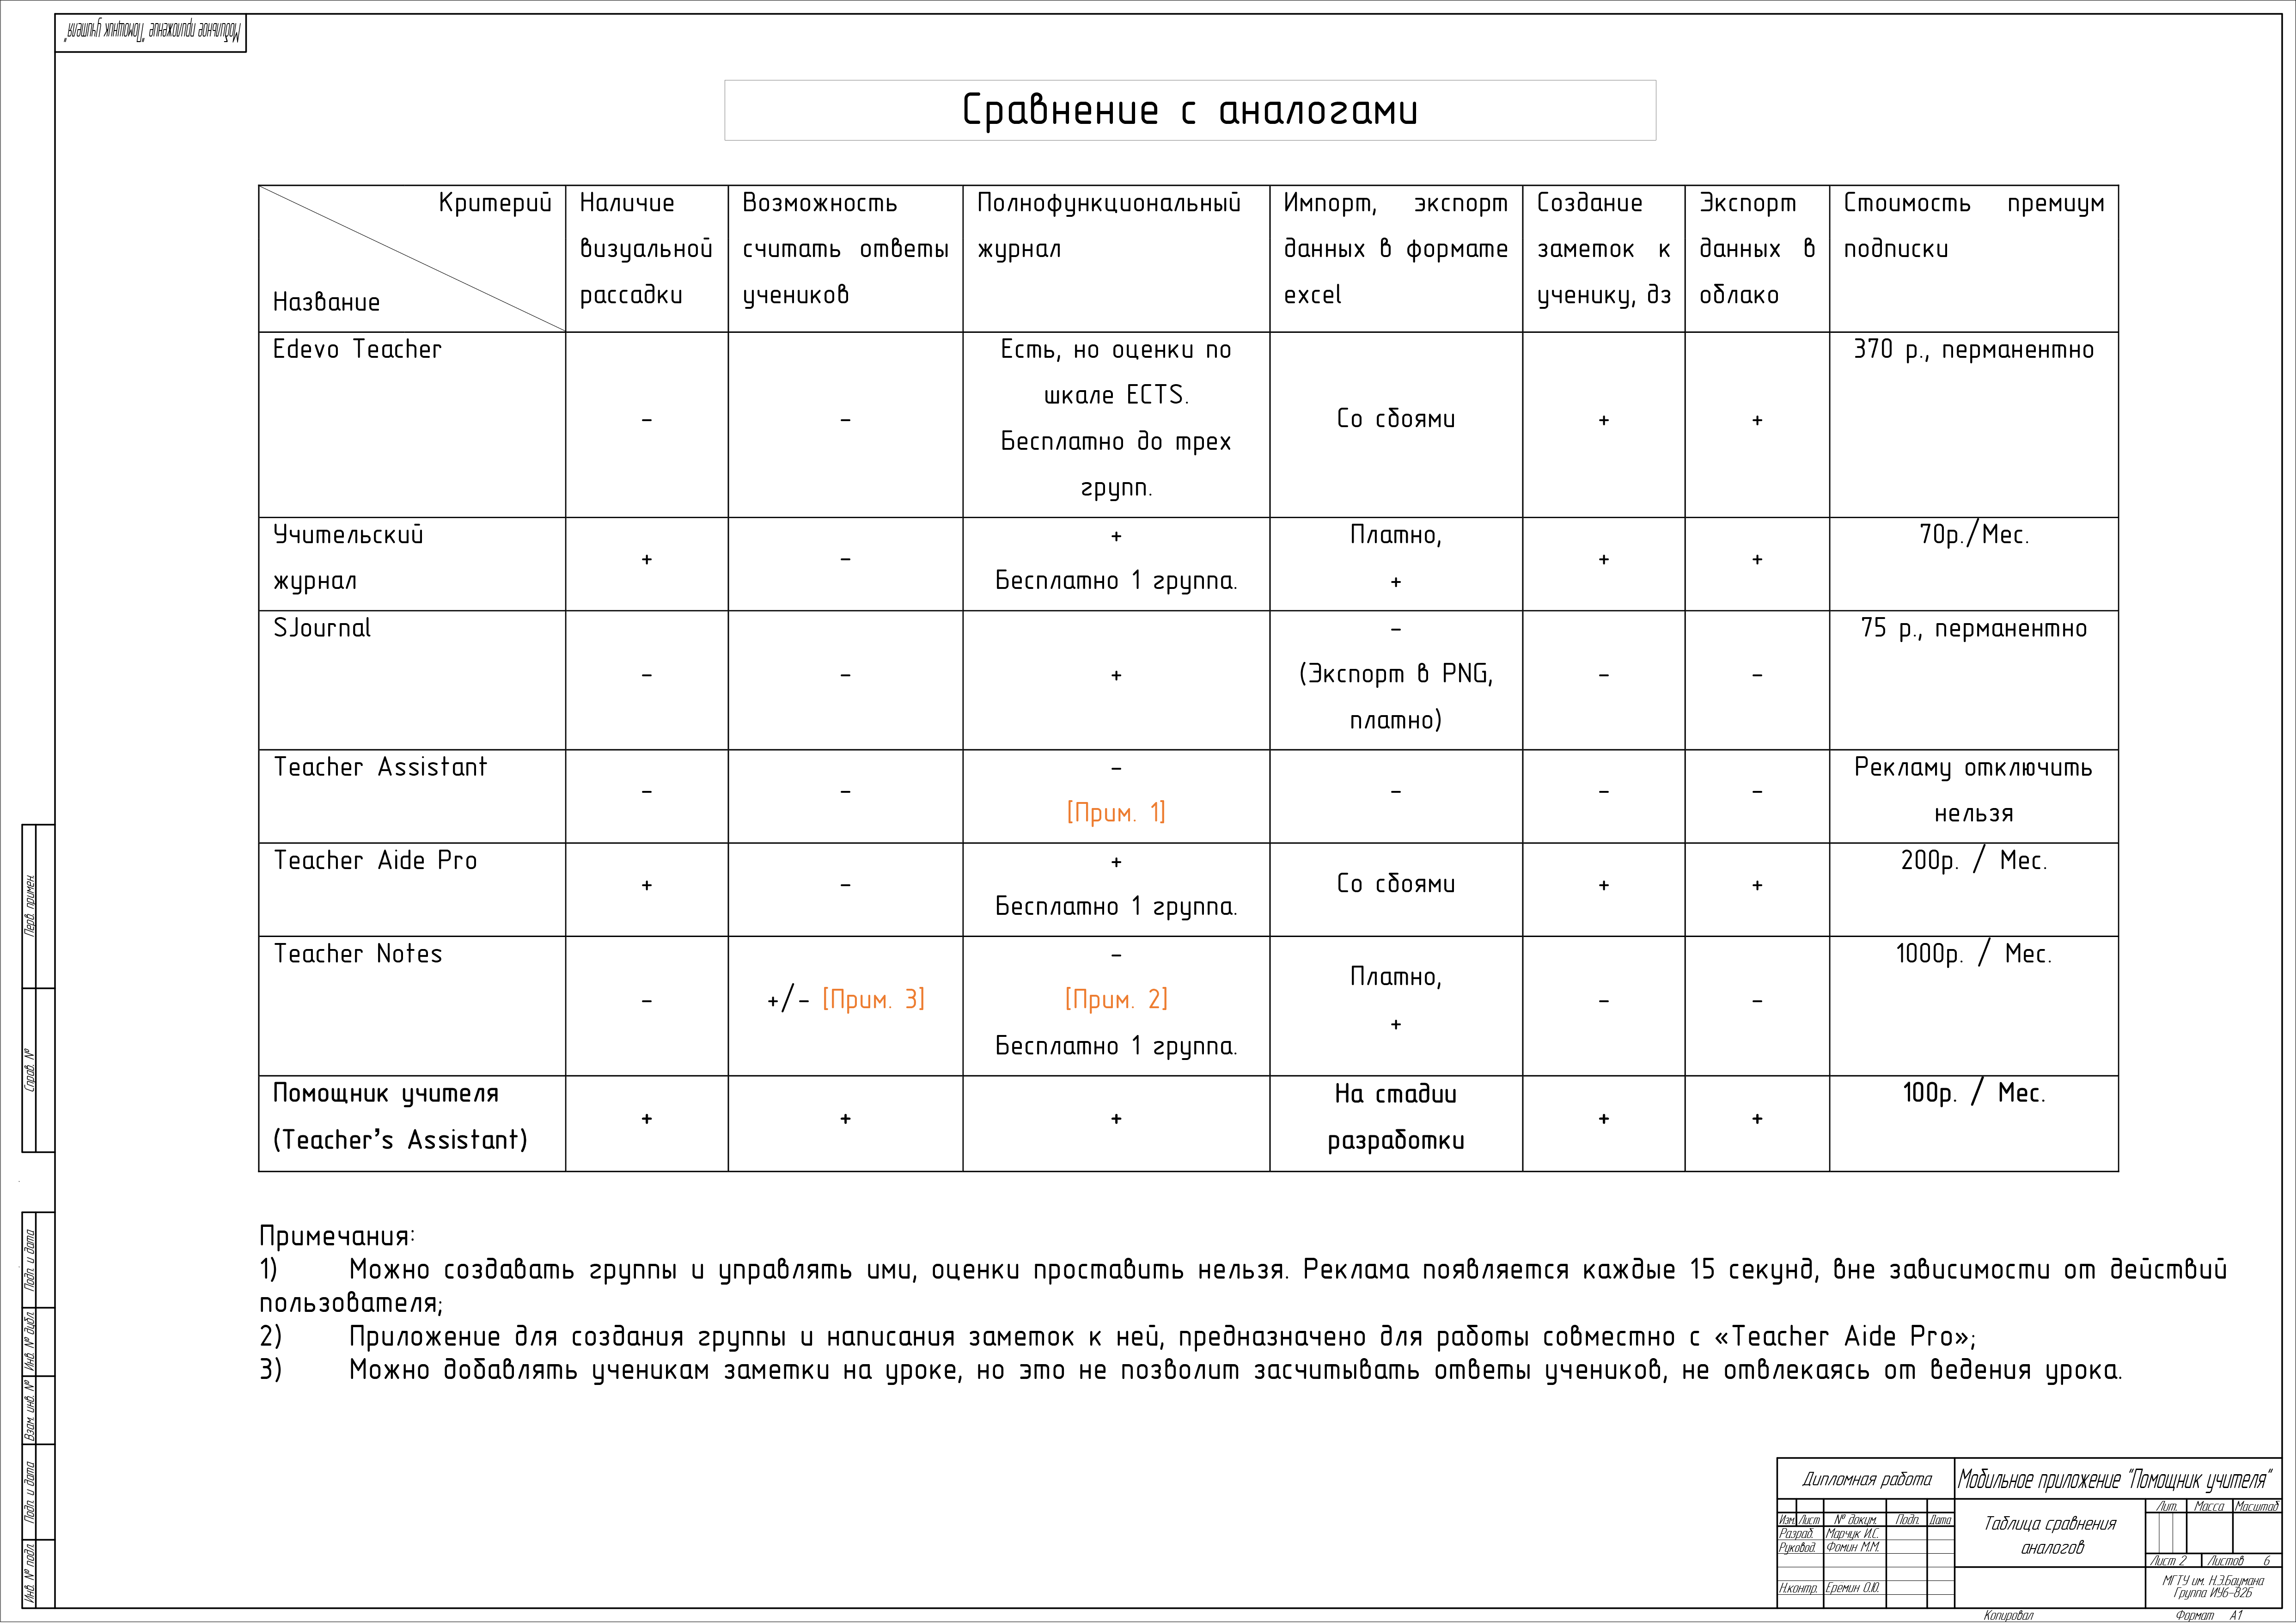 Мобильное приложение "Помощник учителя"
Сравнение с аналогами
Критерий
Название
Наличие
визуальной
рассадки
Возможность
считать ответы
учеников
Полнофункциональный
журнал
Импорт, экспорт
данных в формате
excel
Создание
заметок к
ученику, дз
Экспорт
данных в
облако
Стоимость премиум
подписки
Edevo Teacher
-
-
Есть, но оценки по
шкале ECTS.
Бесплатно до трех
групп.
Со сбоями
+
+
370 р., перманентно
Учительский
журнал
+
-
+
Бесплатно 1 группа.
Платно,
+
+
+
70р./Мес.
SJournal
-
-
+
-
(Экспорт в PNG,
платно)
-
-
75 р., перманентно
Teacher Assistant
-
-
-
[Прим. 1]
-
-
-
Рекламу отключить
нельзя
Teacher Aide Pro
+
-
+
Бесплатно 1 группа.
Со сбоями
+
+
200р. / Мес.
Teacher Notes
-
+/- [Прим. 3]
-
[Прим. 2]
Бесплатно 1 группа.
Платно,
+
-
-
1000р. / Мес.
Помощник учителя
(Teacher’s Assistant)
+
+
+
На стадии
разработки
+
+
100р. / Мес.
Примечания:
1) Можно создавать группы и управлять ими, оценки проставить нельзя. Реклама появляется каждые 15 секунд, вне зависимости от действий
пользователя;
2) Приложение для создания группы и написания заметок к ней, предназначено для работы совместно с «Teacher Aide Pro»;
3) Можно добавлять ученикам заметки на уроке, но это не позволит засчитывать ответы учеников, не отвлекаясь от ведения урока.
Перв. примен.
Справ. №
Подп. и дата
Инв. № дубл.
Взам. инв. №
Подп. и дата
Инв. № подл.
Дипломная работа
Мобильное приложение "Помощник учителя"
Изм. Лист № докум. Подп. Дата
Разраб. Марчук И.С.
Руковод. Фомин М.М.
Н.контр. Еремин О.Ю.
Таблица сравнения
аналогов
Лит. Масса Масштаб
Лист 2 Листов 6
МГТУ им. Н.Э.Баумана
Группа ИУ6-82Б
Копировал Формат А1